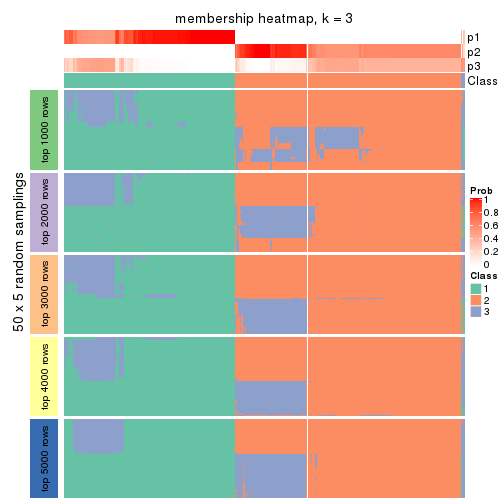 membership heatmap, k = 3
p1
p2
p3
Class
50 x 5 random samplings
top 1000 rows
top 2000 rows
top 3000 rows
top 4000 rows
top 5000 rows
Prob
1
0.8
0.6
0.4
0.2
0
Class
1
2
3